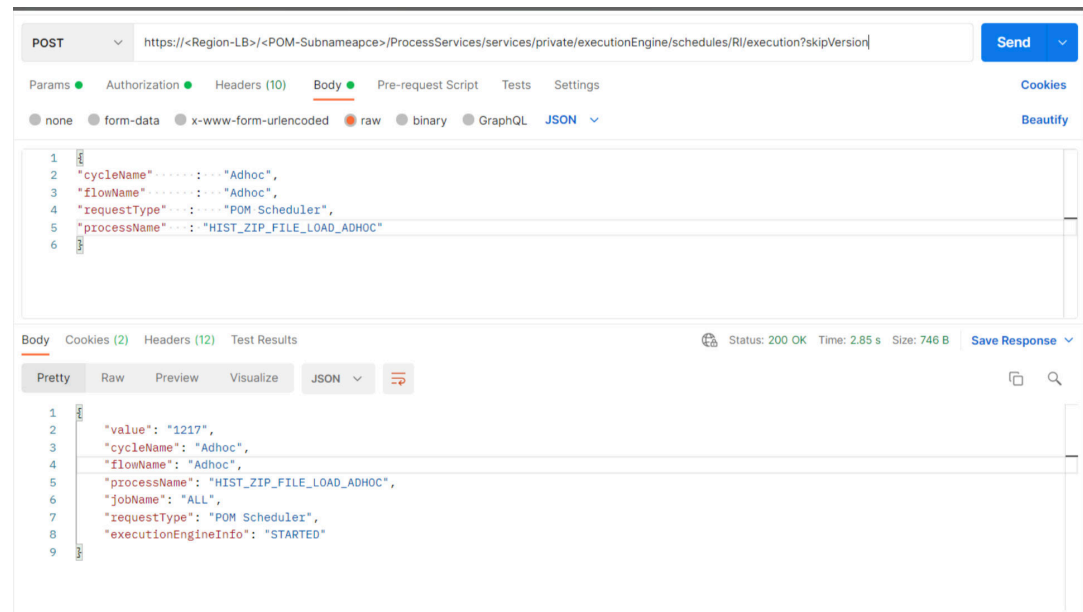 POST https://<Region-LB>/<POM-Subnameapce>/ProcessServices/services/private/executionEngine/schedules/RI/execution?skipVersion Send
Params Authorization Headers (10) Body Pre-request Script Tests Settings Cookies
none form-data x-www-form-urlencoded raw binary GraphQL JSON Beautify
1 {
2 "cycleName" : "Adhoc",
3 "flowName" : "Adhoc",
4 "requestType" : "POM Scheduler",
5 "processName" : "HIST_ZIP_FILE_LOAD_ADHOC"
6 }
Body Cookies (2) Headers (12) Test Results Status: 200 OK Time: 2.85 s Size: 746 B Save Response
Pretty Raw Preview Visualize JSON
1 {
2 "value": "1217",
3 "cycleName": "Adhoc",
4 "flowName": "Adhoc",
5 "processName": "HIST_ZIP_FILE_LOAD_ADHOC",
6 "jobName": "ALL",
7 "requestType": "POM Scheduler",
8 "executionEngineInfo": "STARTED"
9 }